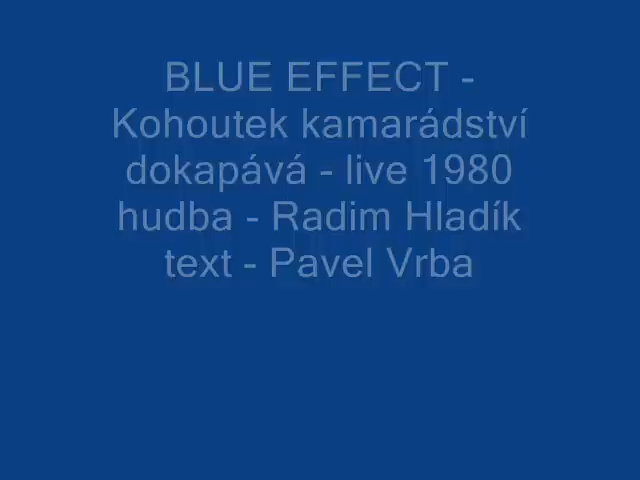 BLUE EFFECT -
Kohoutek kamarádství
dokapává - live 1980
hudba - Radim Hladík
text - Pavel Vrba